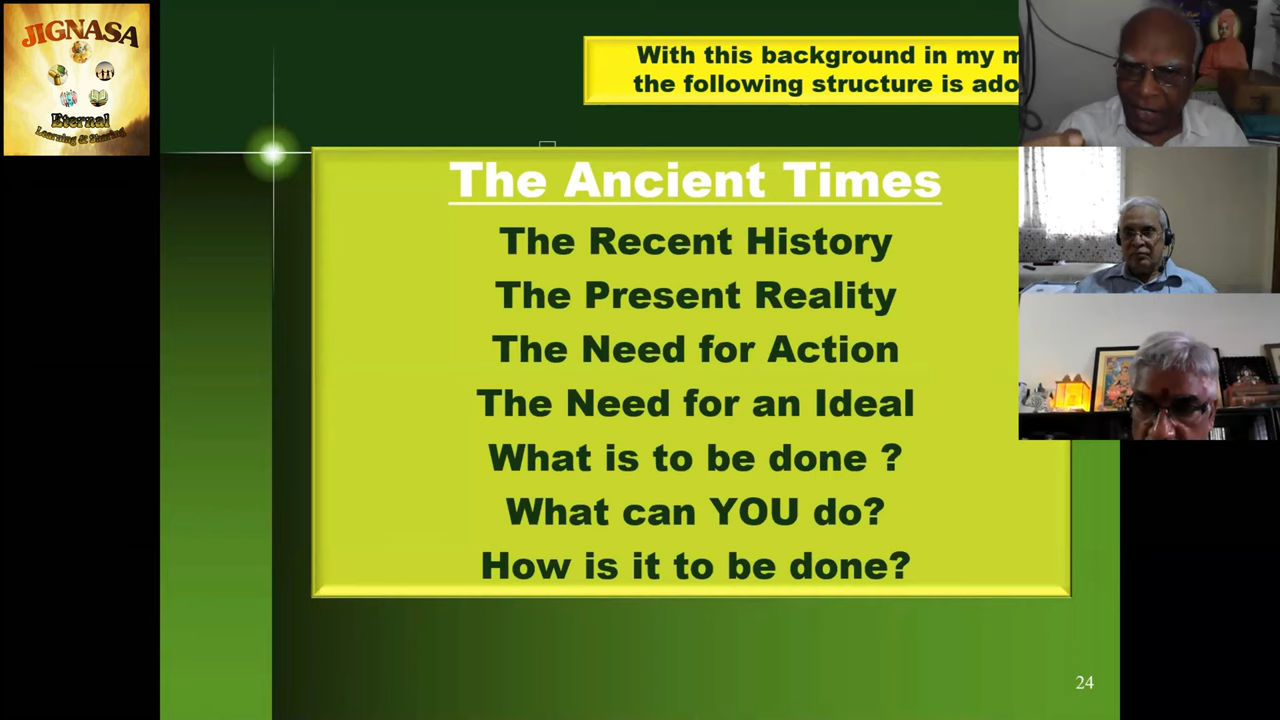 JIGNASA
Eternal
Learning & Sharing
With this background in my m
the following structure is ado
The Ancient Times
The Recent History
The Present Reality
The Need for Action
The Need for an Ideal
What is to be done ?
What can YOU do?
How is it to be done?
24